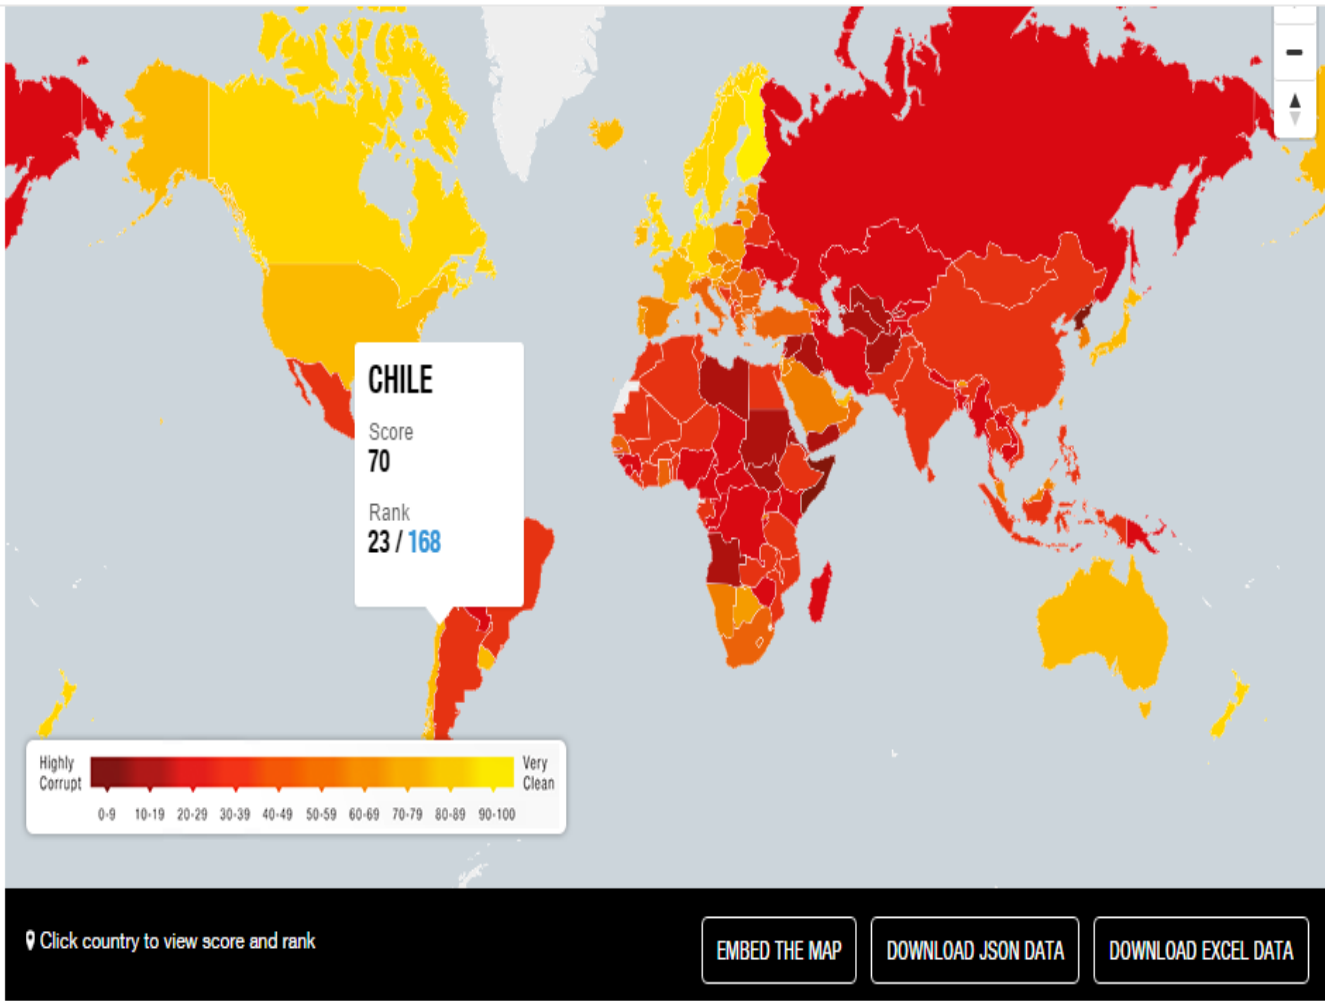 CHILE
Score
70
Rank
23 / 168
Highly
Corrupt
Very
Clean
0-9 10-19 20-29 30-39 40-49 50-59 60-69 70-79 80-89 90-100
Click country to view score and rank
EMBED THE MAP
DOWNLOAD JSON DATA
DOWNLOAD EXCEL DATA